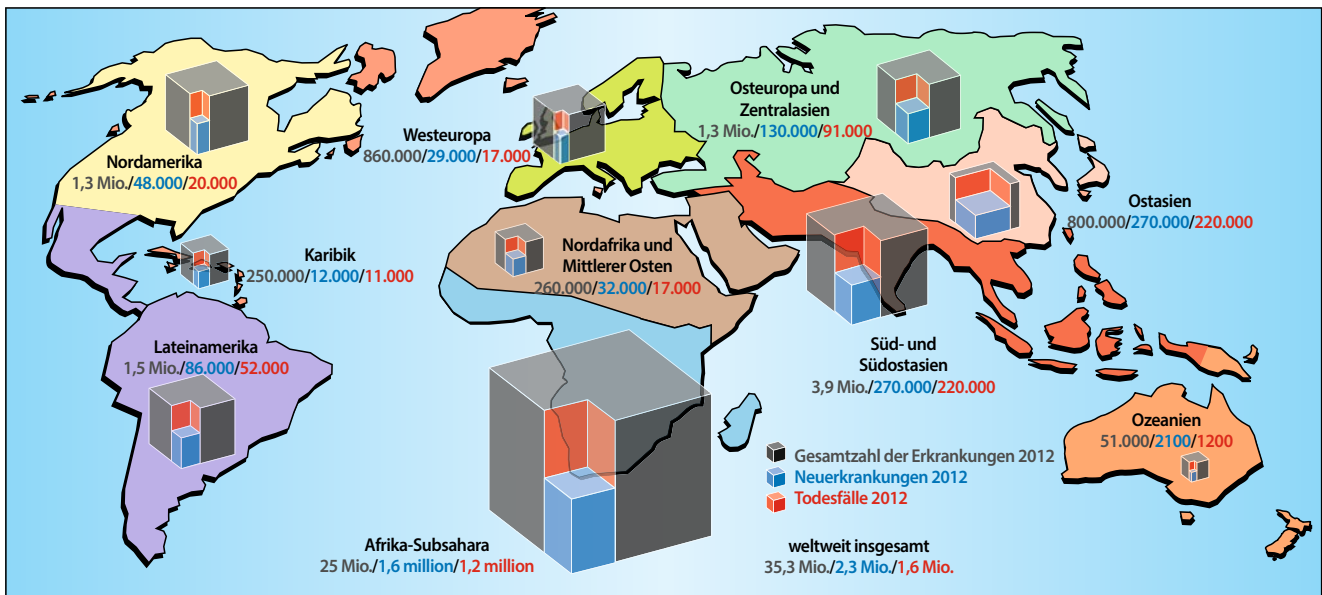 Nordamerika
1,3 Mio./48.000/20.000
Westeuropa
860.000/29.000/17.000
Osteuropa und
Zentralasien
1,3 Mio./130.000/91.000
Ostasien
800.000/270.000/220.000
Karibik
250.000/12.000/11.000
Nordafrika und
Mittlerer Osten
260.000/32.000/17.000
Lateinamerika
1,5 Mio./86.000/52.000
Süd- und
Südostasien
3,9 Mio./270.000/220.000
Ozeanien
51.000/2100/1200
Gesamtzahl der Erkrankungen 2012
Neuerkrankungen 2012
Todesfälle 2012
Afrika-Subsahara
25 Mio./1,6 million/1,2 million
weltweit insgesamt
35,3 Mio./2,3 Mio./1,6 Mio.